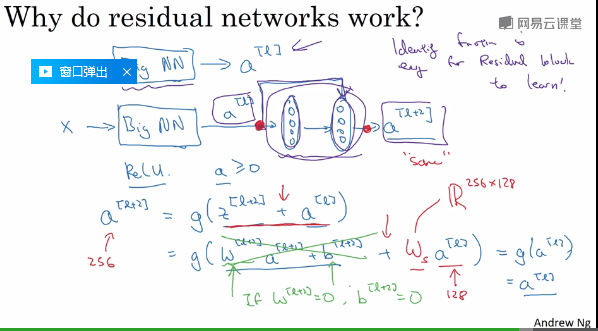 Why do residual networks work?
网易云课堂
窗口弹出 ×
Big NN → a^[l]
Identity function is
easy for Residual block
to learn!
X → Big NN → a^[l] → → a^[l+2]
"same"
ReLU. a ≥ 0
ℝ^256×128
a^[l+2] = g(z^[l+2] + a^[l])
256
= g(W^[l+2] a^[l+1] + b^[l+2] + W_s a^[l]) = g(a^[l])
= a^[l]
128
If W^[l+2]=0, b^[l+2]=0
Andrew Ng